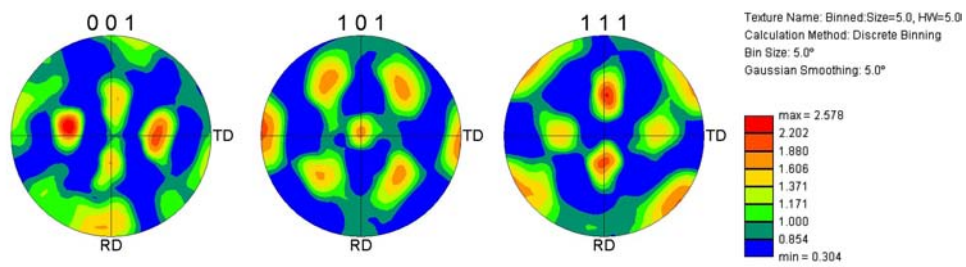 0 0 1
1 0 1
1 1 1
TD
TD
TD
RD
RD
RD
Texture Name: Binned:Size=5.0, HW=5.0
Calculation Method: Discrete Binning
Bin Size: 5.0°
Gaussian Smoothing: 5.0°
max = 2.578
2.202
1.880
1.606
1.371
1.171
1.000
0.854
min = 0.304